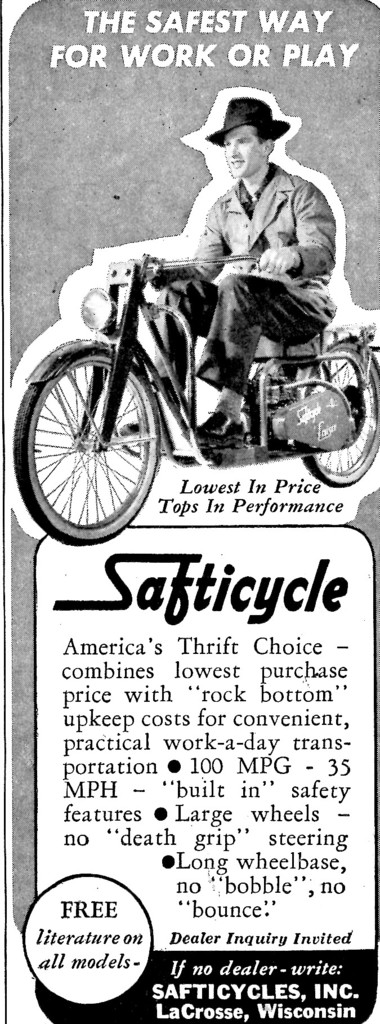 THE SAFEST WAY
FOR WORK OR PLAY
Lowest In Price
Tops In Performance
Safticycle
America's Thrift Choice –
combines lowest purchase
price with "rock bottom"
upkeep costs for convenient,
practical work-a-day trans-
portation ● 100 MPG - 35
MPH – "built in" safety
features ● Large wheels –
no "death grip" steering
●Long wheelbase,
no "bobble", no
"bounce."
FREE
literature on
all models-
Dealer Inquiry Invited
If no dealer - write:
SAFTICYCLES, INC.
LaCrosse, Wisconsin